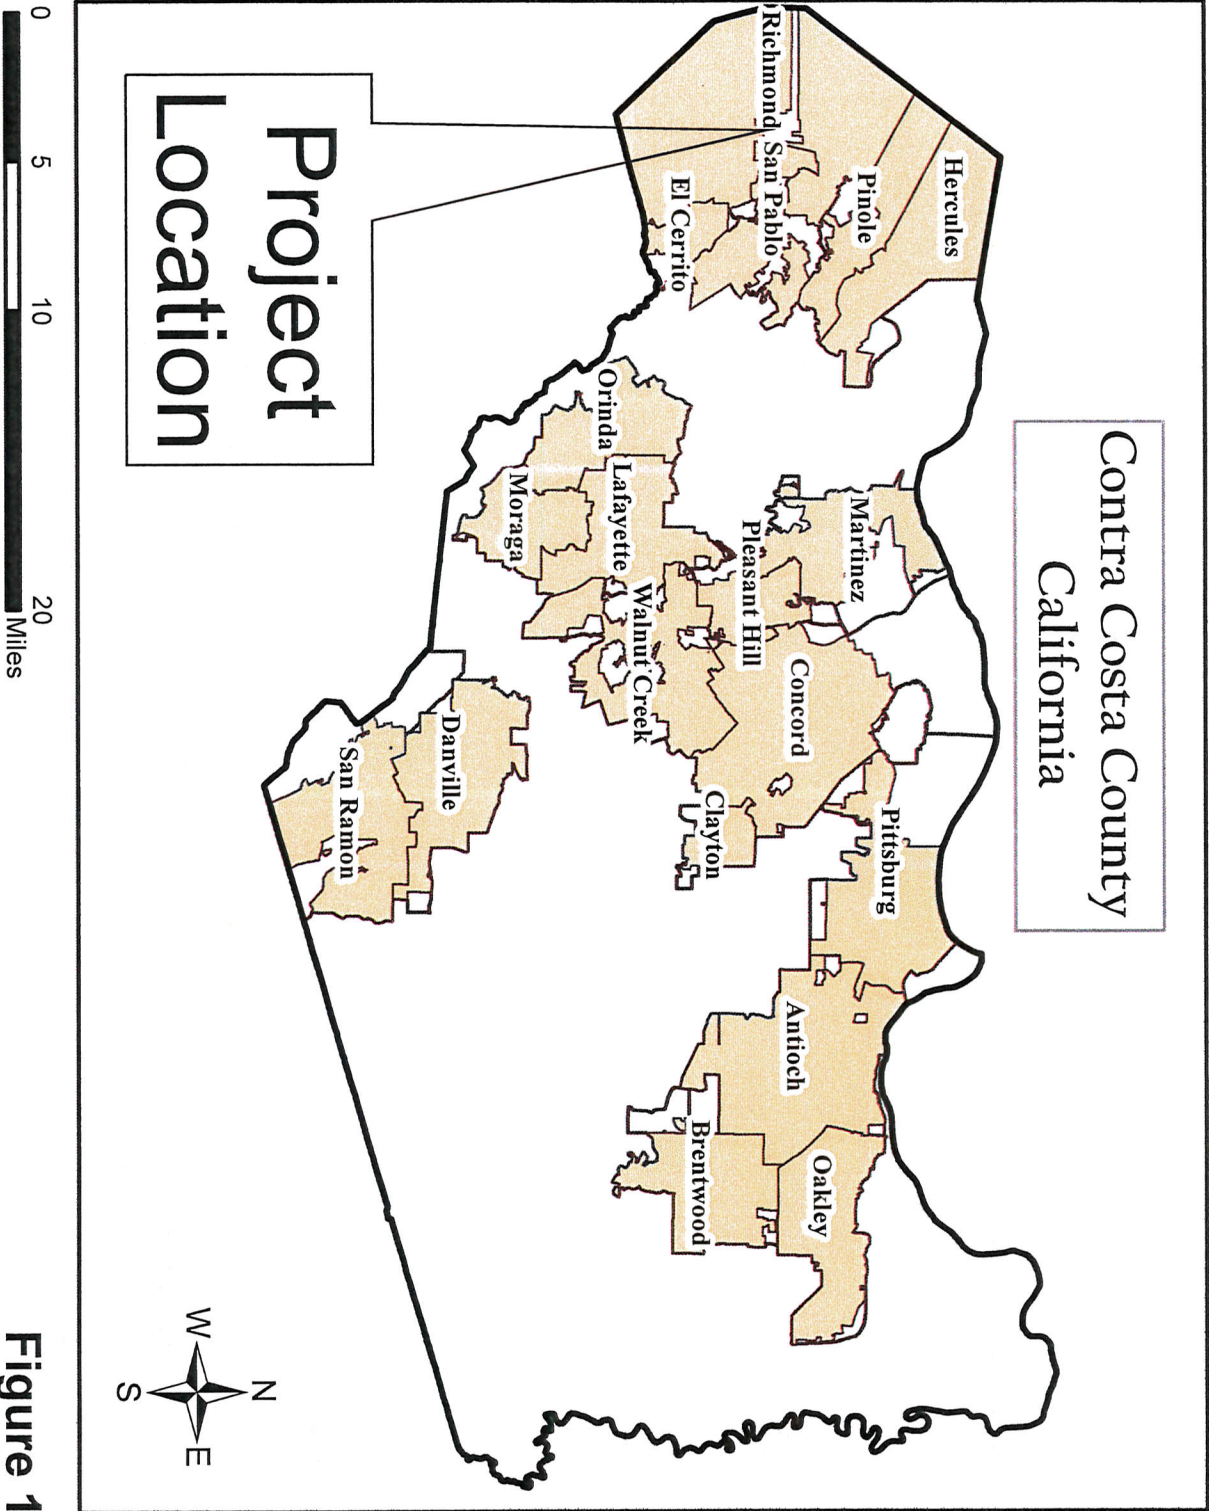 Contra Costa County
California
Hercules
Pinole
Richmond
San Pablo
El Cerrito
Martinez
Pleasant Hill
Concord
Pittsburg
Clayton
Orinda
Lafayette
Moraga
Walnut Creek
Danville
San Ramon
Antioch
Oakley
Brentwood
Project
Location
N
W
E
S
0
5
10
20
Miles
Figure 1